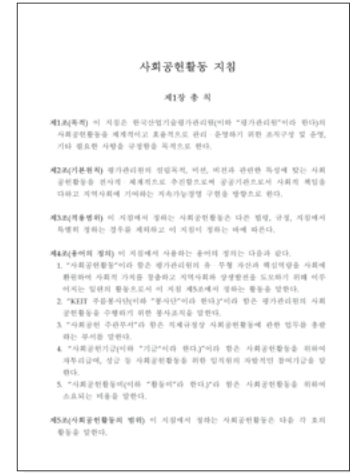 사회공헌활동 지침
제1장 총 칙
제1조(목적) 이 지침은 한국산업기술평가관리원(이하 "평가관리원"이라 한다)의
사회공헌활동을 체계적이고 효율적으로 관리 · 운영하기 위한 조직구성 및 운영,
기타 필요한 사항을 규정함을 목적으로 한다.
제2조(기본원칙) 평가관리원의 설립목적, 미션, 비전과 관련한 특성에 맞는 사회
공헌활동을 전사적 체계적으로 추진함으로써 공공기관으로서 사회적 책임을
다하고 지역사회에 기여하는 지속가능경영 구현을 방향으로 한다.
제3조(적용범위) 이 지침에서 정하는 사회공헌활동은 다른 법령, 규정, 지침에서
특별히 정하는 경우를 제외하고 이 지침이 정하는 바에 따른다.
제4조(용어의 정의) 이 지침에서 사용하는 용어의 정의는 다음과 같다.
1. "사회공헌활동"이라 함은 평가관리원의 유 무형 자산과 핵심역량을 사회에
환원하여 사회적 가치를 창출하고 지역사회와 상생발전을 도모하기 위해 이루
어지는 일련의 활동으로서 이 지침 제5조에서 정하는 활동을 말한다.
2. "KEIT 주름봉사단(이하 "봉사단"이라 한다)"이라 함은 평가관리원의 사회
공헌활동을 수행하기 위한 봉사조직을 말한다.
3. "사회공헌 주관부서"라 함은 직제규정상 사회공헌활동에 관한 업무를 총괄
하는 부서를 말한다.
4. "사회공헌기금(이하 "기금"이라 한다.)"이라 함은 사회공헌활동을 위하여
재투리급여, 성금 등 사회공헌활동을 위한 임직원의 자발적인 참여기금을 말
한다.
5. "사회공헌활동비(이하 "활동비"라 한다.)"라 함은 사회공헌활동을 위하여
소요되는 비용을 말한다.
제5조(사회공헌활동의 범위) 이 지침에서 정하는 사회공헌활동은 다음 각 호의
활동을 말한다.